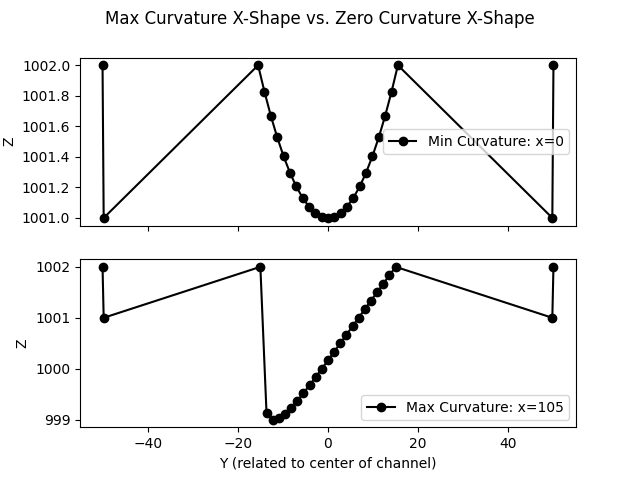 Max Curvature X-Shape vs. Zero Curvature X-Shape
1002.0
1001.8
1001.6
1001.4
1001.2
1001.0
Z
Min Curvature: x=0
1002
1001
1000
999
Z
Max Curvature: x=105
−40
−20
0
20
40
Y (related to center of channel)